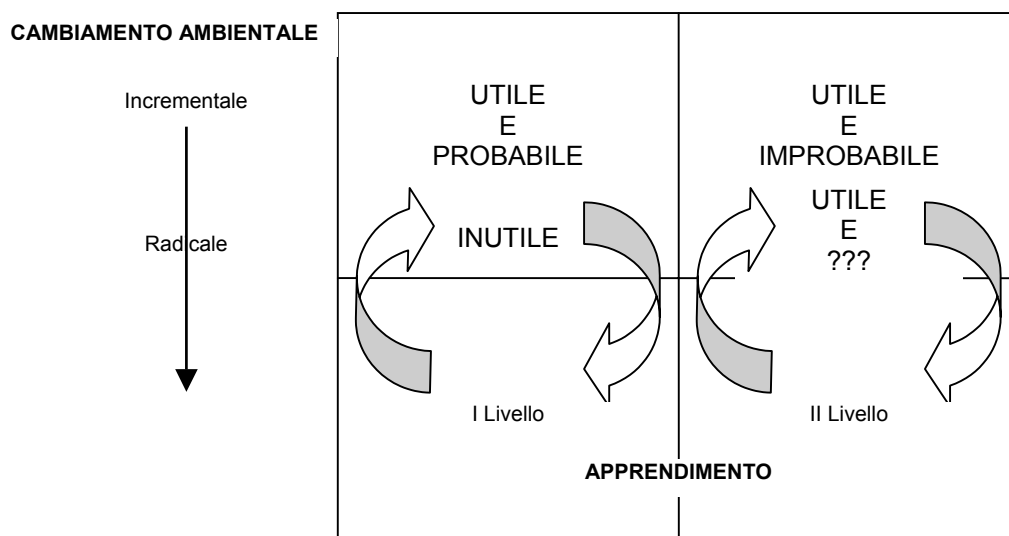 CAMBIAMENTO AMBIENTALE
Incrementale
Radicale
UTILE
E
PROBABILE
INUTILE
UTILE
E
IMPROBABILE
UTILE
E
???
I Livello
II Livello
APPRENDIMENTO